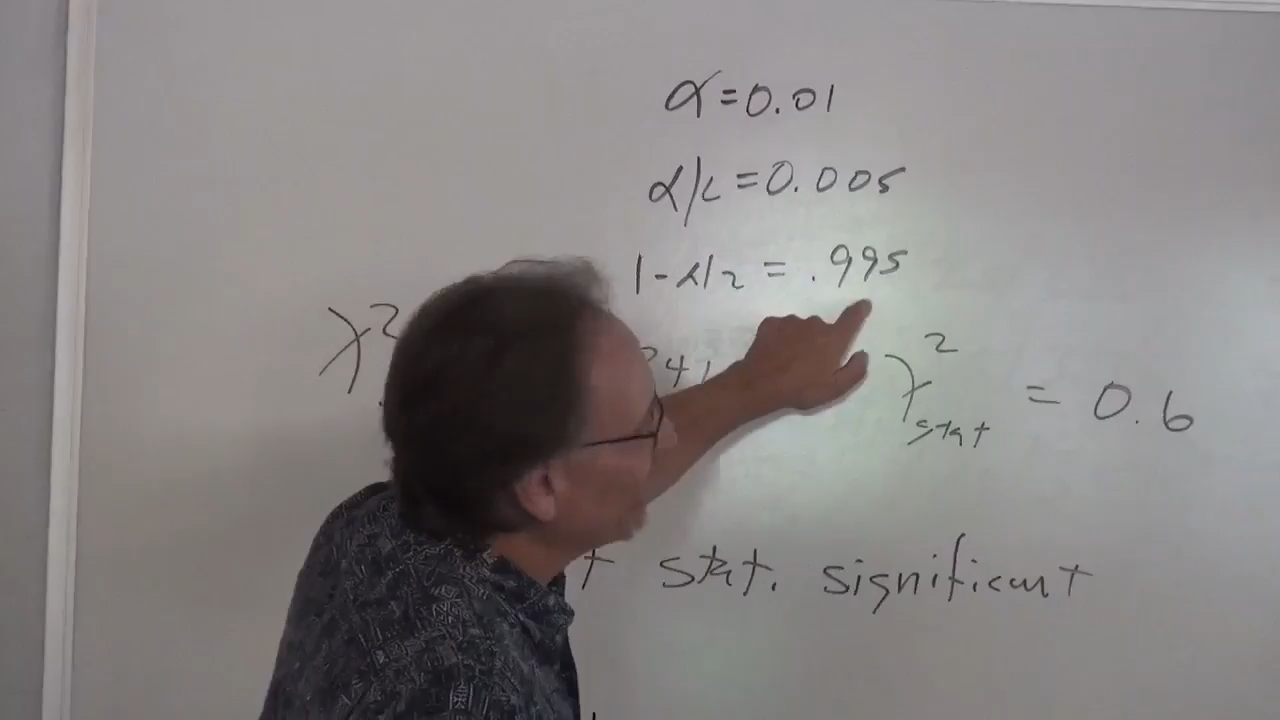 α = 0.01
α/2 = 0.005
1 - α/2 = .995
χ²
χ²stat = 0.6
stat. significant